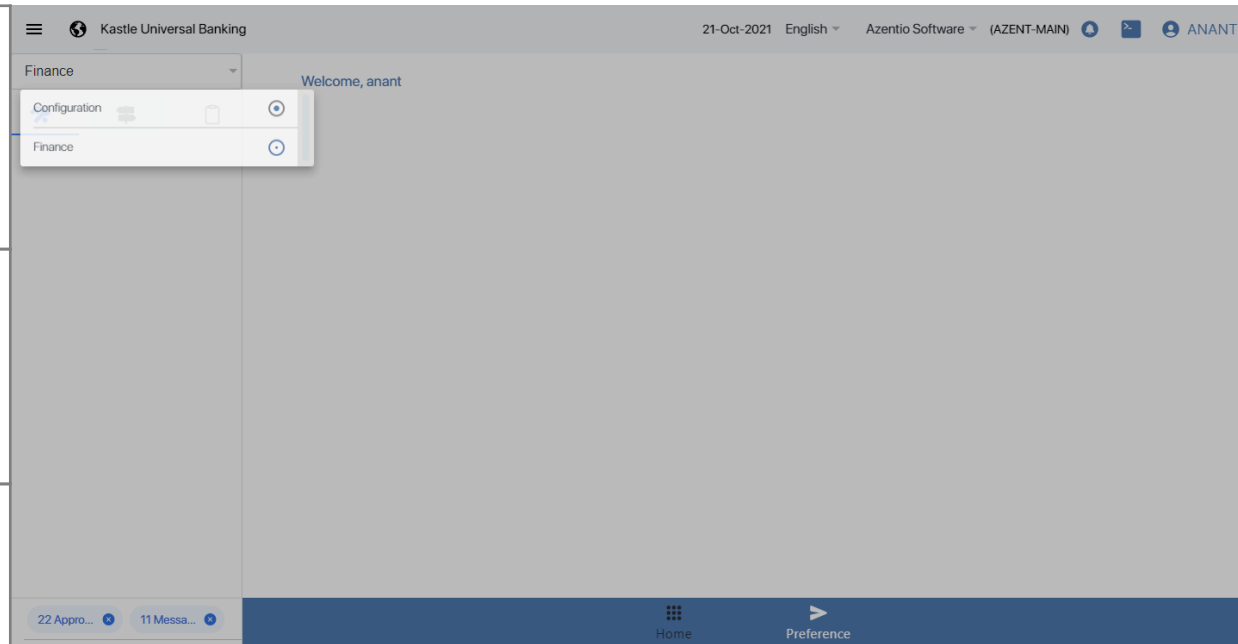 Kastle Universal Banking 21-Oct-2021 English Azentio Software (AZENT-MAIN) ANANT
Finance
Welcome, anant
Configuration
Finance
22 Appro... 11 Messa...
Home Preference